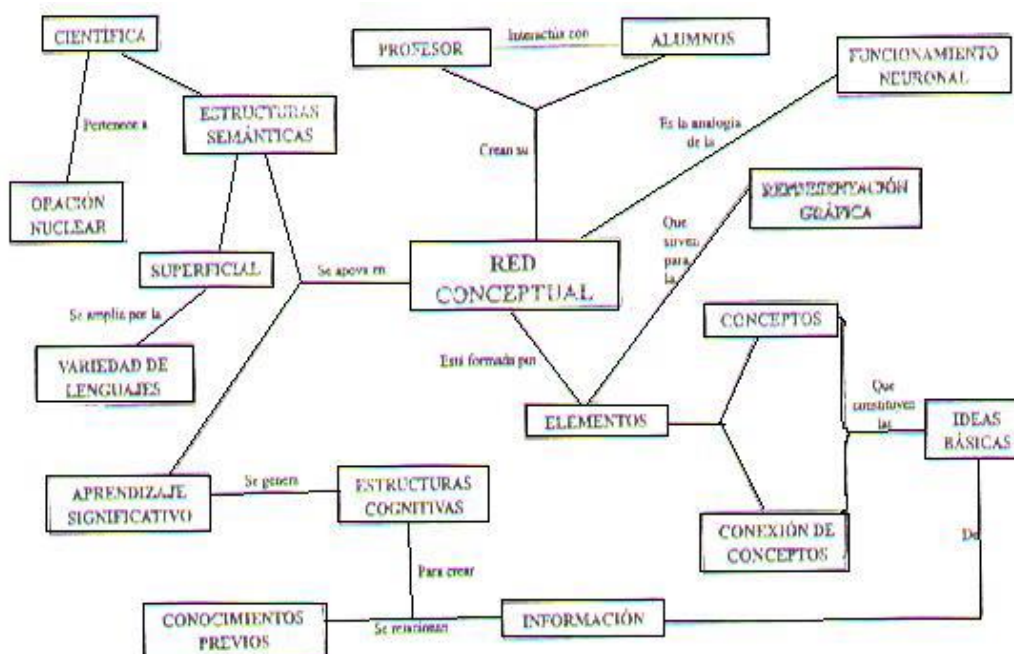 CIENTÍFICA
PROFESOR
Interactúa con
ALUMNOS
FUNCIONAMIENTO
NEURONAL
Pertenece a
ESTRUCTURAS
SEMÁNTICAS
Crean su
Es la analogía
de la
ORACIÓN
NUCLEAR
REPRESENTACIÓN
GRÁFICA
Que
sirven
para
la
SUPERFICIAL
Se apoya en
RED
CONCEPTUAL
Se amplía por la
CONCEPTOS
VARIEDAD DE
LENGUAJES
Está formada por
Que
constituyen
las
ELEMENTOS
IDEAS
BÁSICAS
APRENDIZAJE
SIGNIFICATIVO
Se genera
ESTRUCTURAS
COGNITIVAS
CONEXIÓN DE
CONCEPTOS
De
Para crear
CONOCIMIENTOS
PREVIOS
Se relacionan
INFORMACIÓN